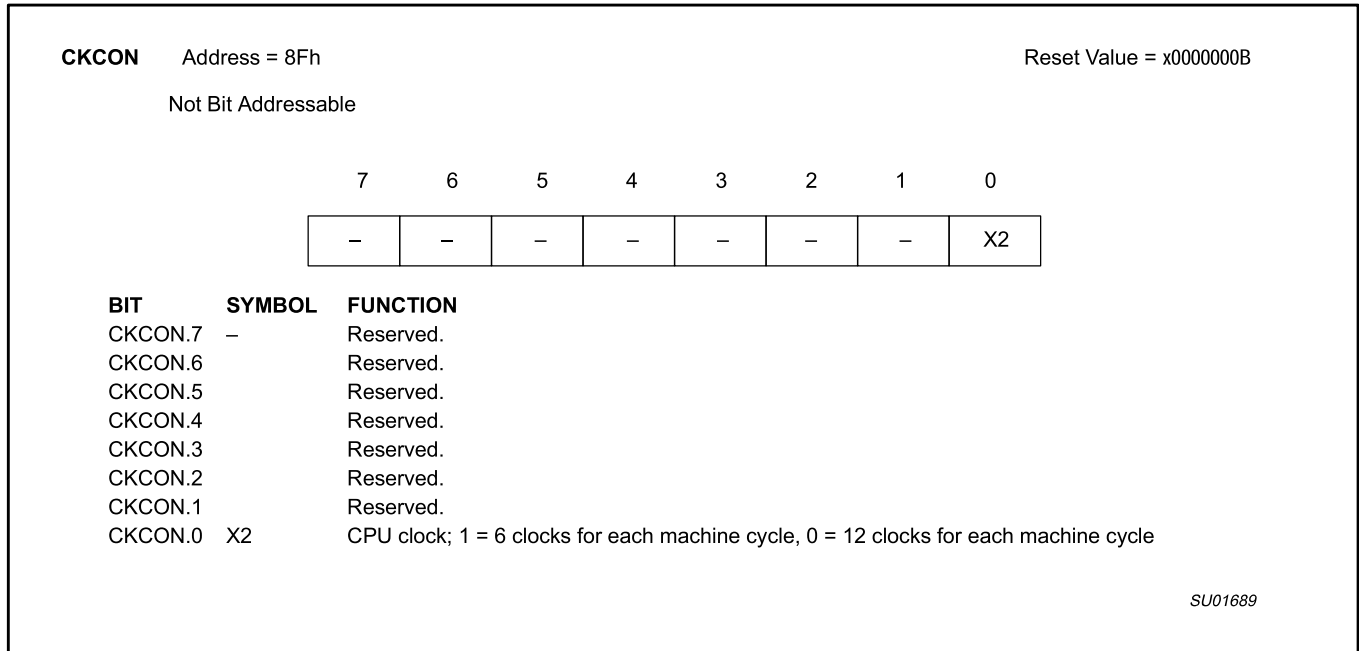 CKCON Address = 8Fh Reset Value = x0000000B
Not Bit Addressable
7 6 5 4 3 2 1 0
– – – – – – – X2
BIT SYMBOL FUNCTION
CKCON.7 – Reserved.
CKCON.6 Reserved.
CKCON.5 Reserved.
CKCON.4 Reserved.
CKCON.3 Reserved.
CKCON.2 Reserved.
CKCON.1 Reserved.
CKCON.0 X2 CPU clock; 1 = 6 clocks for each machine cycle, 0 = 12 clocks for each machine cycle
SU01689